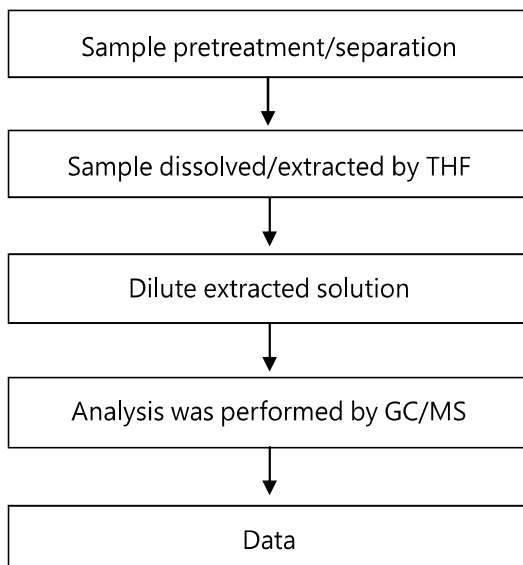 Sample pretreatment/separation
Sample dissolved/extracted by THF
Dilute extracted solution
Analysis was performed by GC/MS
Data